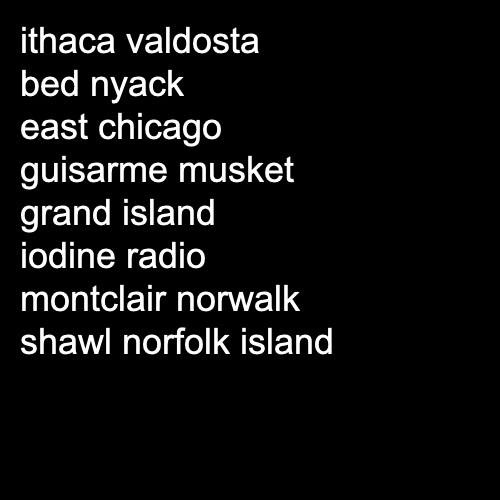 ithaca valdosta
bed nyack
east chicago
guisarme musket
grand island
iodine radio
montclair norwalk
shawl norfolk island